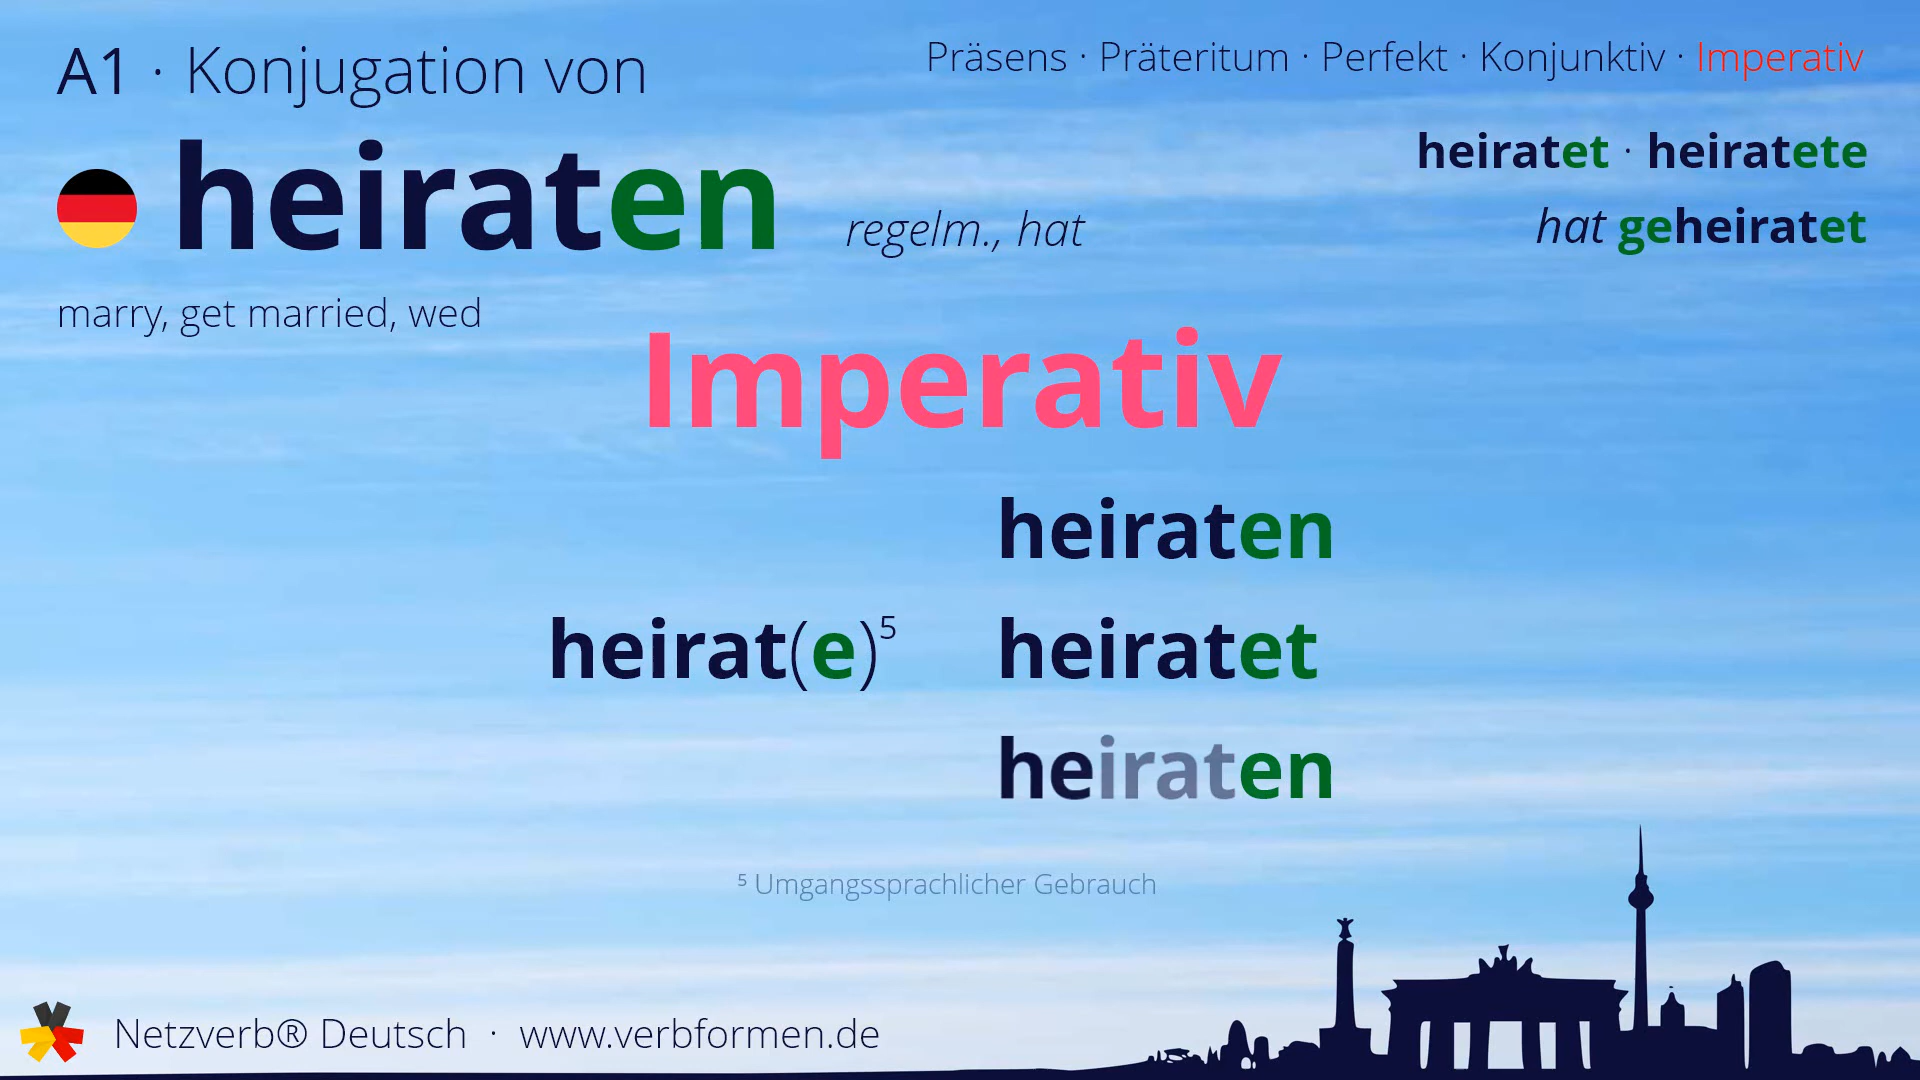 A1 · Konjugation von
Präsens · Präteritum · Perfekt · Konjunktiv · Imperativ
heiraten regelm., hat
heiratet · heiratete
hat geheiratet
marry, get married, wed
Imperativ
heiraten
heirat(e)⁵ heiratet
heiraten
⁵ Umgangssprachlicher Gebrauch
Netzverb® Deutsch · www.verbformen.de